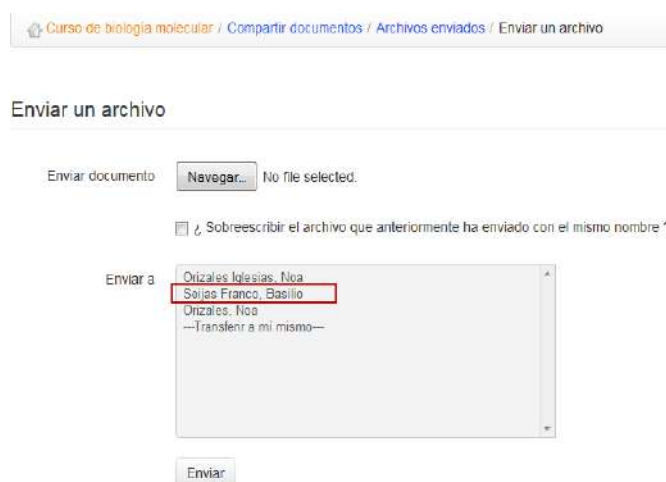 Curso de biología molecular / Compartir documentos / Archivos enviados / Enviar un archivo
Enviar un archivo
Enviar documento Navegar... No file selected.
¿ Sobreescribir el archivo que anteriormente ha enviado con el mismo nombre ?
Enviar a
Orizales Iglesias, Noa
Seijas Franco, Basilio
Orizales, Noa
---Transferir a mí mismo---
Enviar